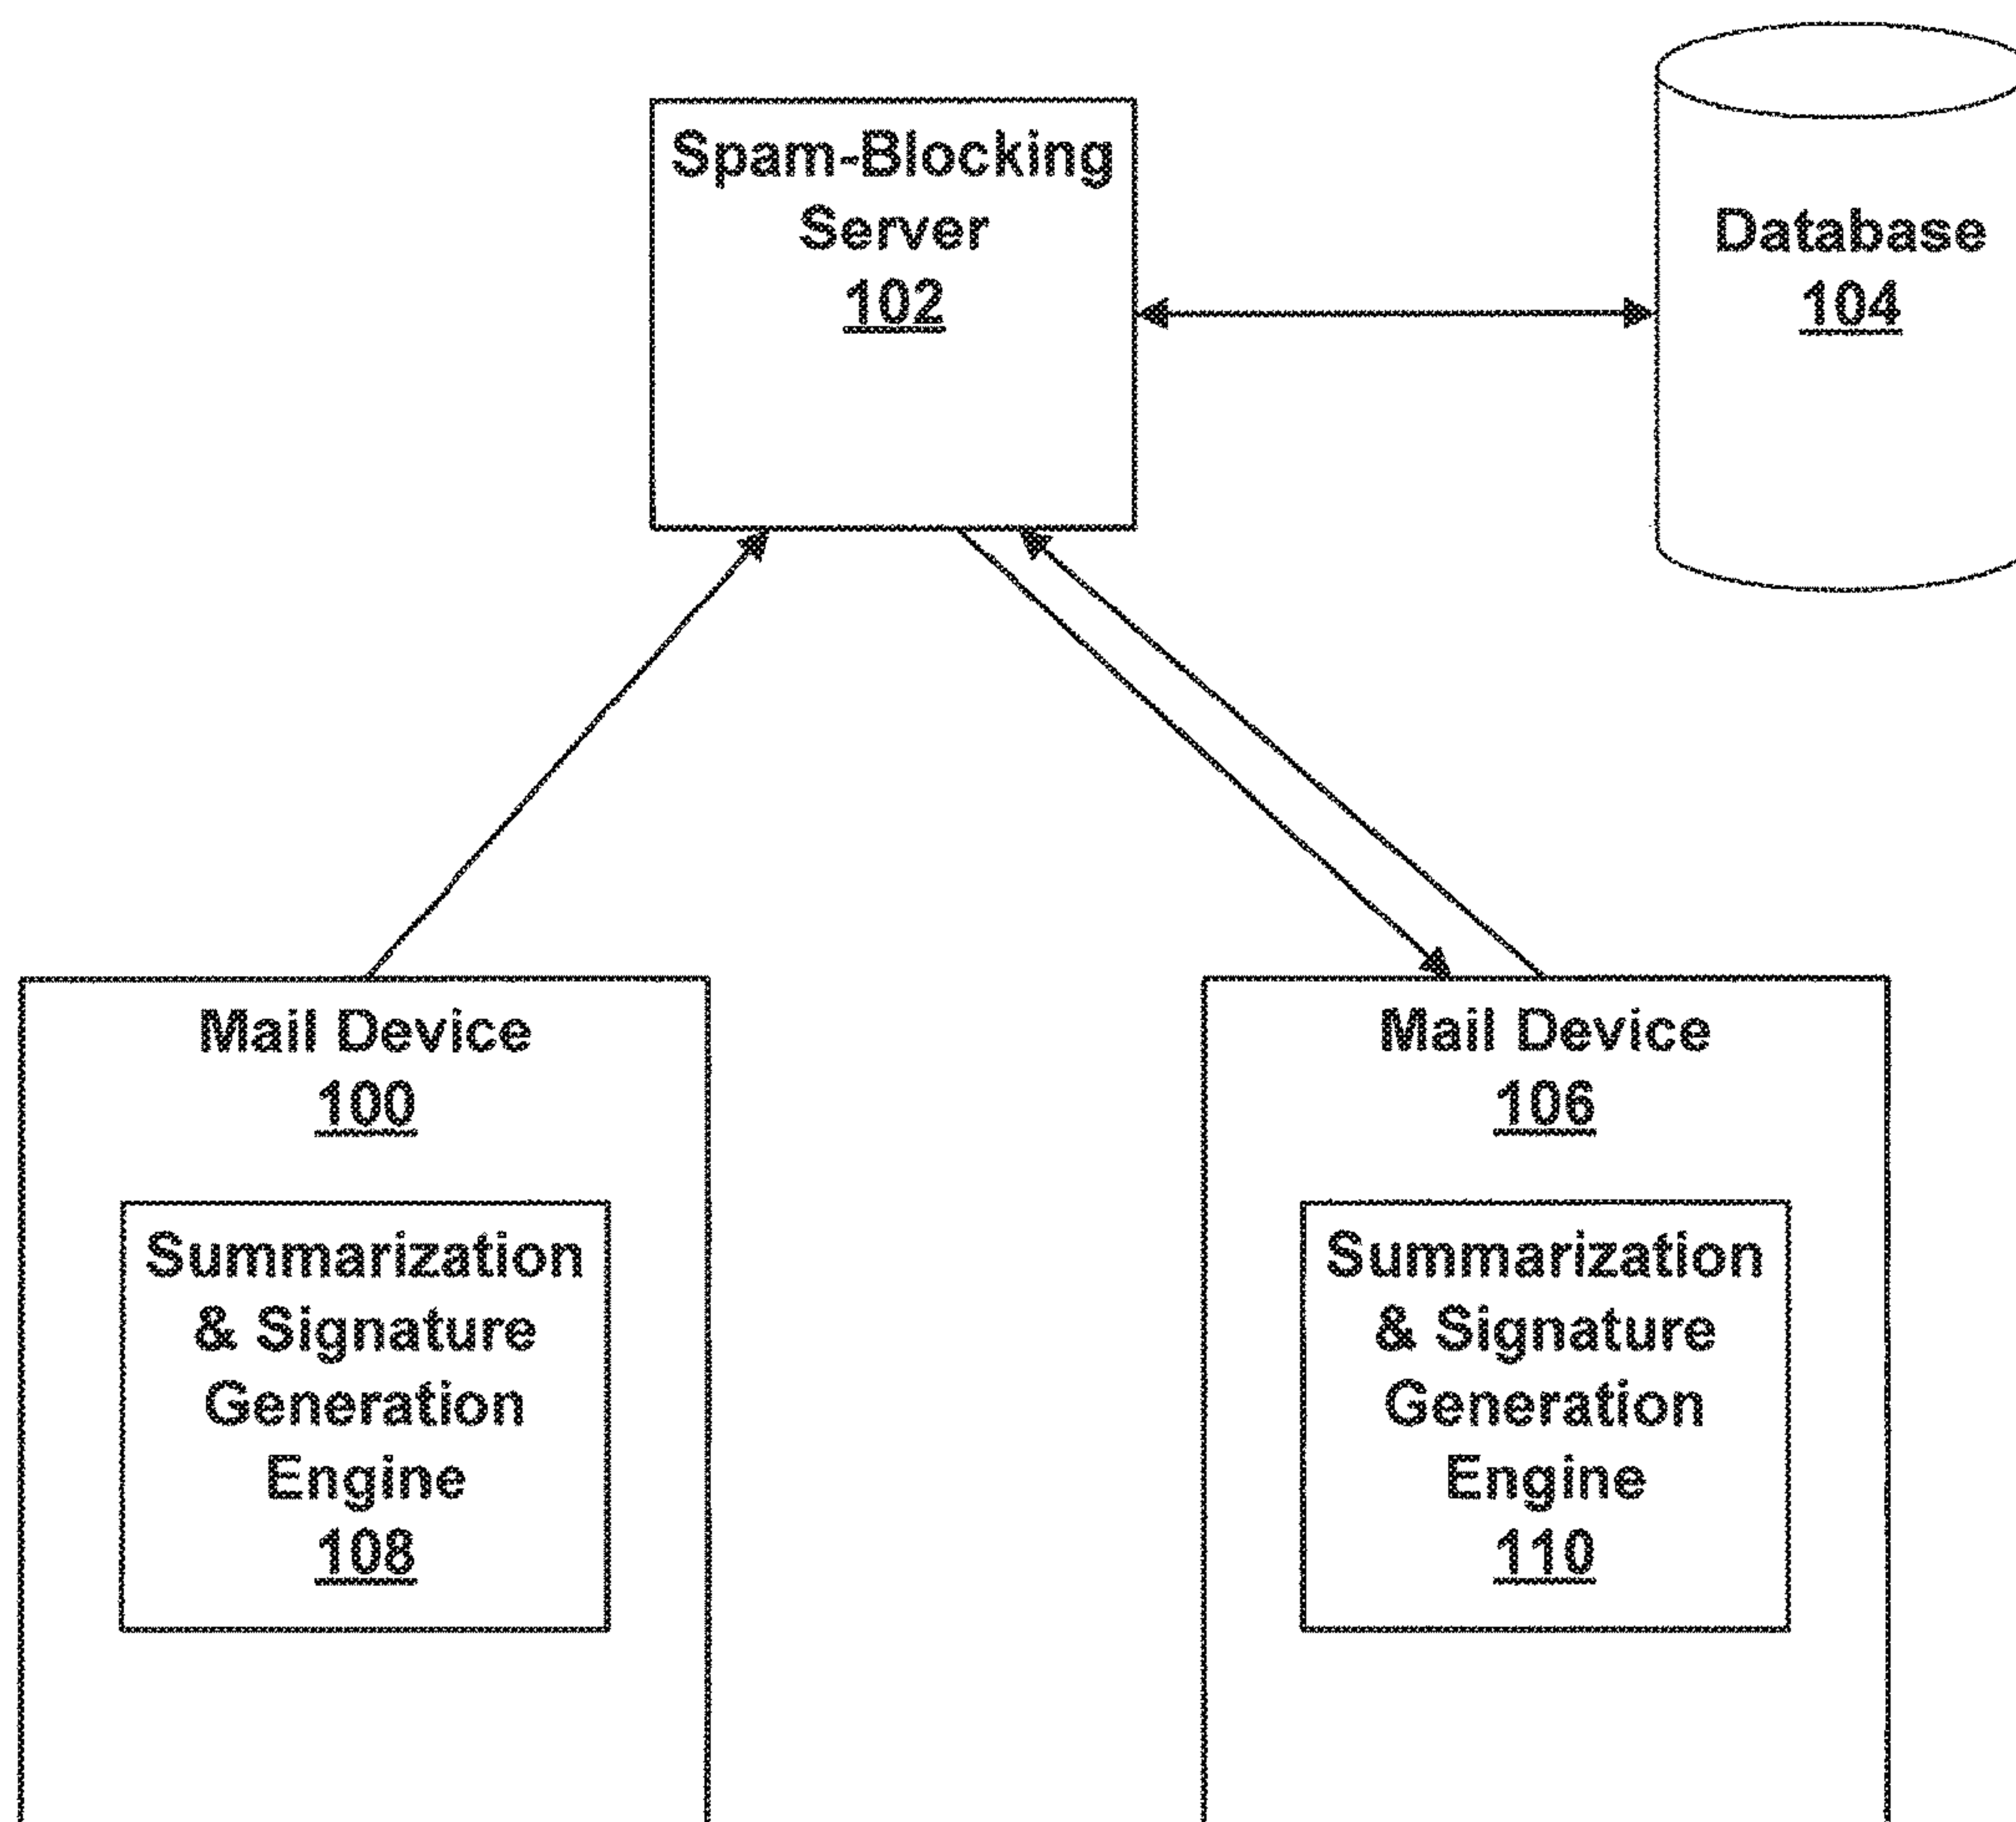 Spam-Blocking
Server
102
Database
104
Mail Device
100
Summarization
& Signature
Generation
Engine
108
Mail Device
106
Summarization
& Signature
Generation
Engine
110